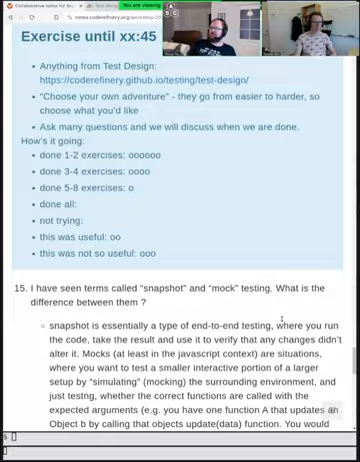 Collaborative notes for
You are viewing
notes.coderefinery.org/workshop-20
A
B C
Exercise until xx:45
Anything from Test Design:
https://coderefinery.github.io/testing/test-design/
"Choose your own adventure" - they go from easier to harder, so
choose what you'd like
Ask many questions and we will discuss when we are done.
How's it going:
done 1-2 exercises: oooooo
done 3-4 exercises: oooo
done 5-8 exercises: o
done all:
not trying:
this was useful: oo
this was not so useful: ooo
15. I have seen terms called "snapshot" and "mock" testing. What is the
difference between them ?
snapshot is essentially a type of end-to-end testing, where you run
the code, take the result and use it to verify that any changes didn't
alter it. Mocks (at least in the javascript context) are situations,
where you want to test a smaller interactive portion of a larger
setup by "simulating" (mocking) the surrounding environment, and
just testng, whether the correct functions are called with the
expected arguments (e.g. you have one function A that updates an
Object b by calling that objects update(data) function. You would
$